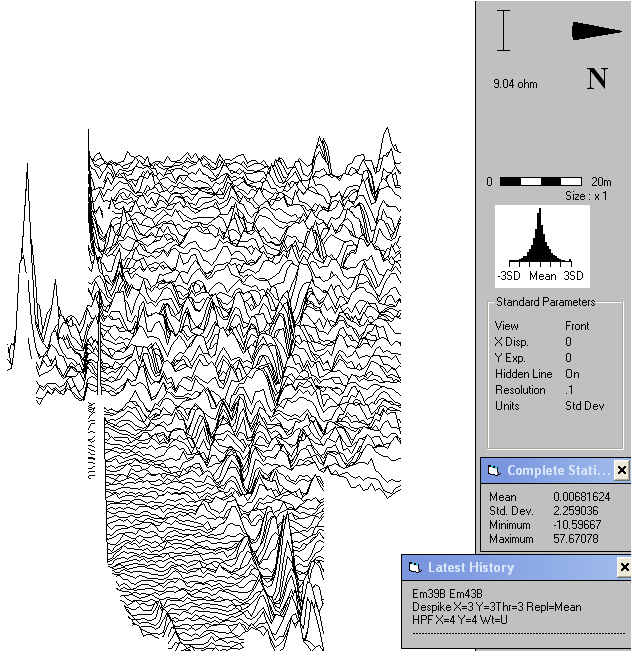 9.04 ohm
N
0 20m
Size : x 1
-3SD Mean 3SD
Standard Parameters
View Front
X Disp. 0
Y Exp. 0
Hidden Line On
Resolution .1
Units Std Dev
Complete Stati...
Mean 0.00681624
Std. Dev. 2.259036
Minimum -10.59667
Maximum 57.67078
Latest History
Em39B Em43B
Despike X=3 Y=3Thr=3 Repl=Mean
HPF X=4 Y=4 Wt=U